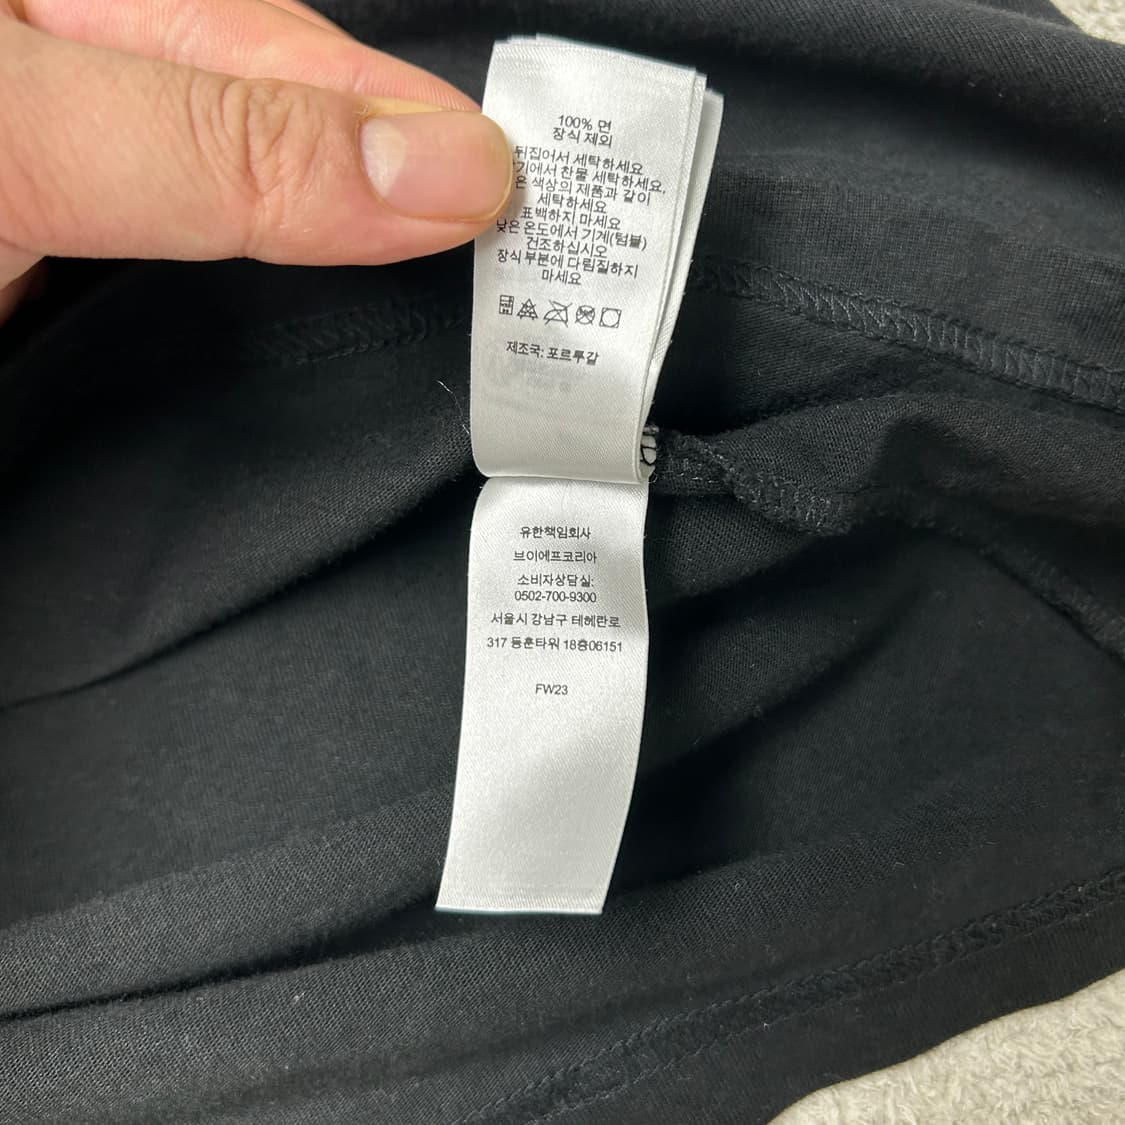 100% 면
장식 제외
뒤집어서 세탁하세요
기에서 찬물 세탁하세요.
은 색상의 제품과 같이
세탁하세요
표백하지 마세요
낮은 온도에서 기계(텀블)
건조하십시오
장식 부분에 다림질하지
마세요
제조국: 포르투갈
유한책임회사
브이에프코리아
소비자상담실:
0502-700-9300
서울시 강남구 테헤란로
317 등훈타워 18층06151
FW23